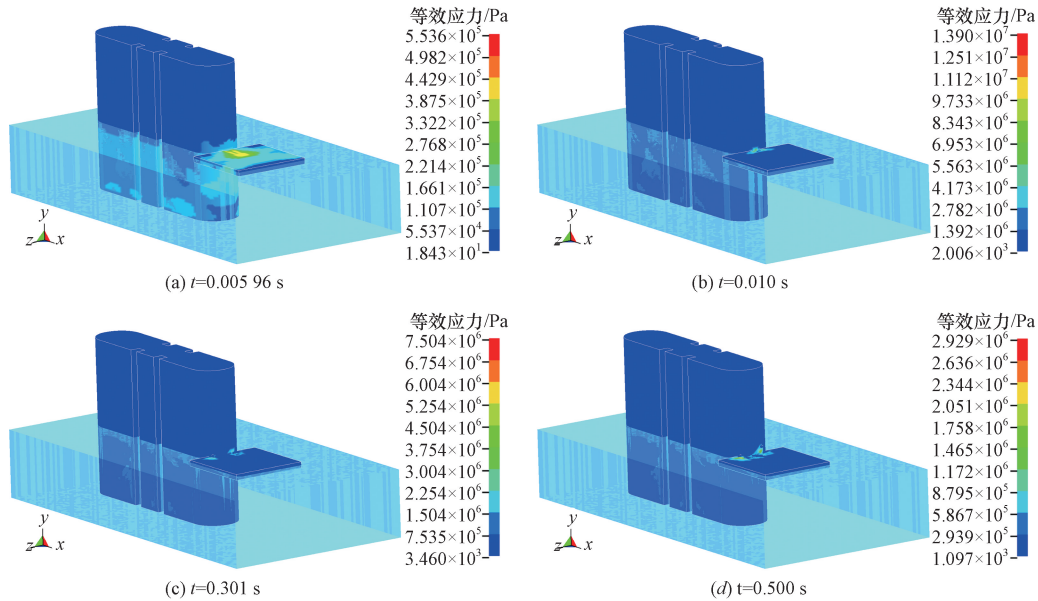 等效应力/Pa
5.536×10⁵
4.982×10⁵
4.429×10⁵
3.875×10⁵
3.322×10⁵
2.768×10⁵
2.214×10⁵
1.661×10⁵
1.107×10⁵
5.537×10⁴
1.843×10¹
y
z x
(a) t=0.005 96 s
等效应力/Pa
1.390×10⁷
1.251×10⁷
1.112×10⁷
9.733×10⁶
8.343×10⁶
6.953×10⁶
5.563×10⁶
4.173×10⁶
2.782×10⁶
1.392×10⁶
2.006×10³
y
z x
(b) t=0.010 s
等效应力/Pa
7.504×10⁶
6.754×10⁶
6.004×10⁶
5.254×10⁶
4.504×10⁶
3.754×10⁶
3.004×10⁶
2.254×10⁶
1.504×10⁶
7.535×10⁵
3.460×10³
y
z x
(c) t=0.301 s
等效应力/Pa
2.929×10⁶
2.636×10⁶
2.344×10⁶
2.051×10⁶
1.758×10⁶
1.465×10⁶
1.172×10⁶
8.795×10⁵
5.867×10⁵
2.939×10⁵
1.097×10³
y
z x
(d) t=0.500 s